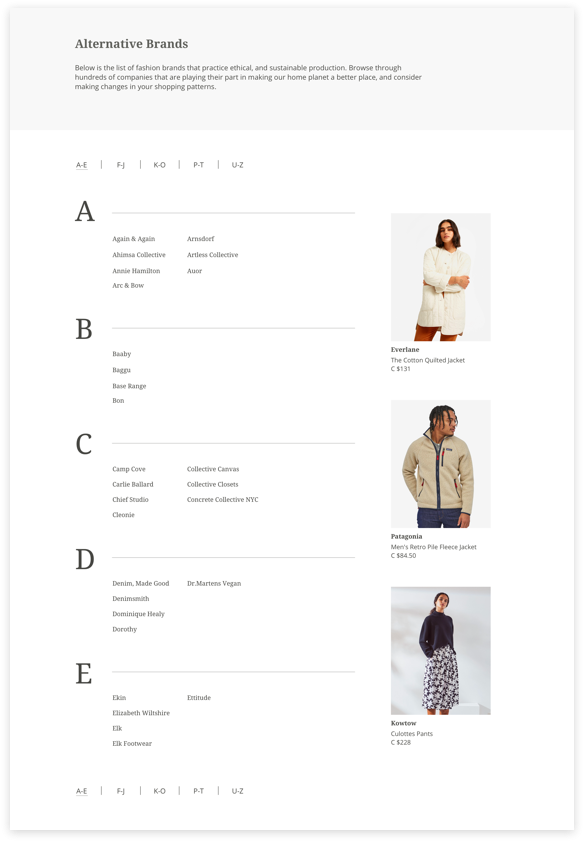 Alternative Brands
Below is the list of fashion brands that practice ethical, and sustainable production. Browse through
hundreds of companies that are playing their part in making our home planet a better place, and consider
making changes in your shopping patterns.
A-E | F-J | K-O | P-T | U-Z
A
Again & Again
Ahimsa Collective
Annie Hamilton
Arc & Bow
Arnsdorf
Artless Collective
Auor
B
Baaby
Baggu
Base Range
Bon
C
Camp Cove
Carlie Ballard
Chief Studio
Cleonie
Collective Canvas
Collective Closets
Concrete Collective NYC
D
Denim, Made Good
Denimsmith
Dominique Healy
Dorothy
Dr.Martens Vegan
E
Ekin
Elizabeth Wiltshire
Elk
Elk Footwear
Ettitude
Everlane
The Cotton Quilted Jacket
C $131
Patagonia
Men's Retro Pile Fleece Jacket
C $84.50
Kowtow
Culottes Pants
C $228
A-E | F-J | K-O | P-T | U-Z